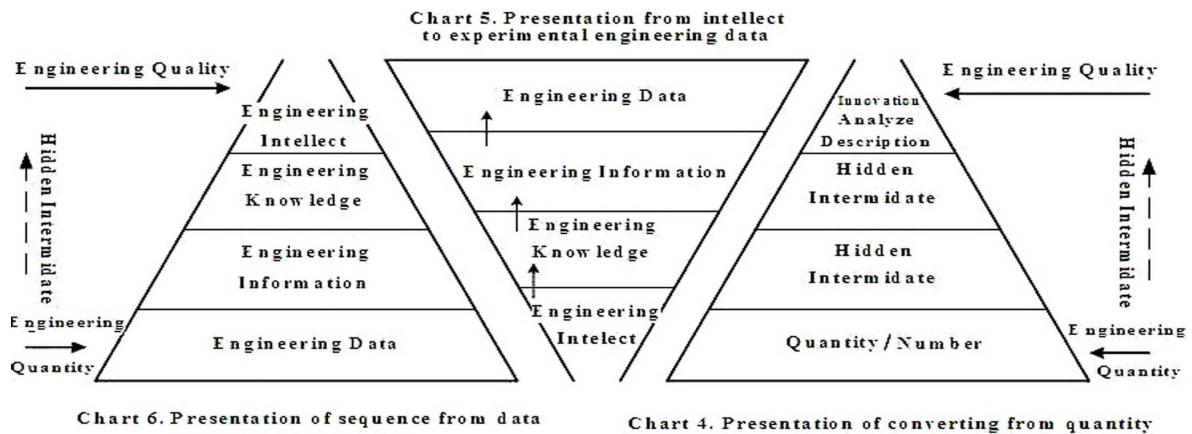 Chart 5. Presentation from intellect
to experimental engineering data
Engineering Quality
Engineering
Intellect
Engineering
Knowledge
Engineering
Information
Engineering Data
Hidden Intermidate
Engineering
Quantity
Engineering Data
Engineering Information
Engineering
Knowledge
Engineering
Intelect
Engineering Quality
Innovation
Analyze
Description
Hidden
Intermidate
Hidden
Intermidate
Quantity/Number
Hidden Intermidate
Engineering
Quantity
Chart 6. Presentation of sequence from data
Chart 4. Presentation of converting from quantity